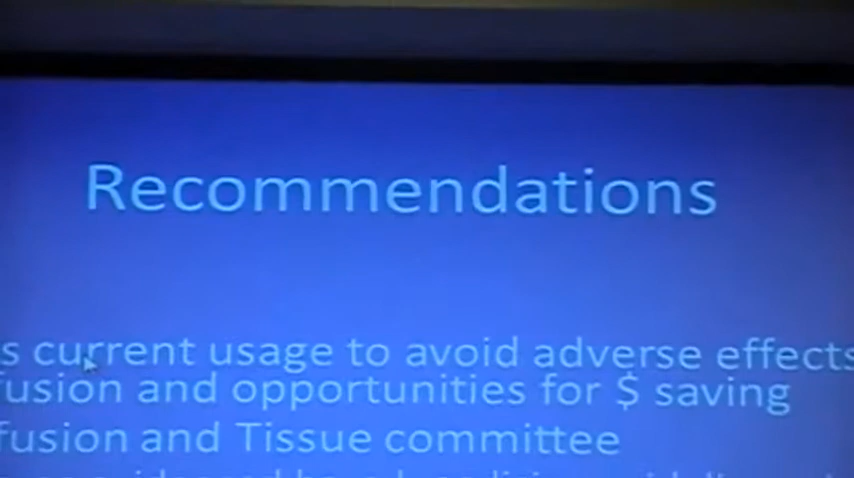 Recommendations
s current usage to avoid adverse effects
fusion and opportunities for $ saving
fusion and Tissue committee